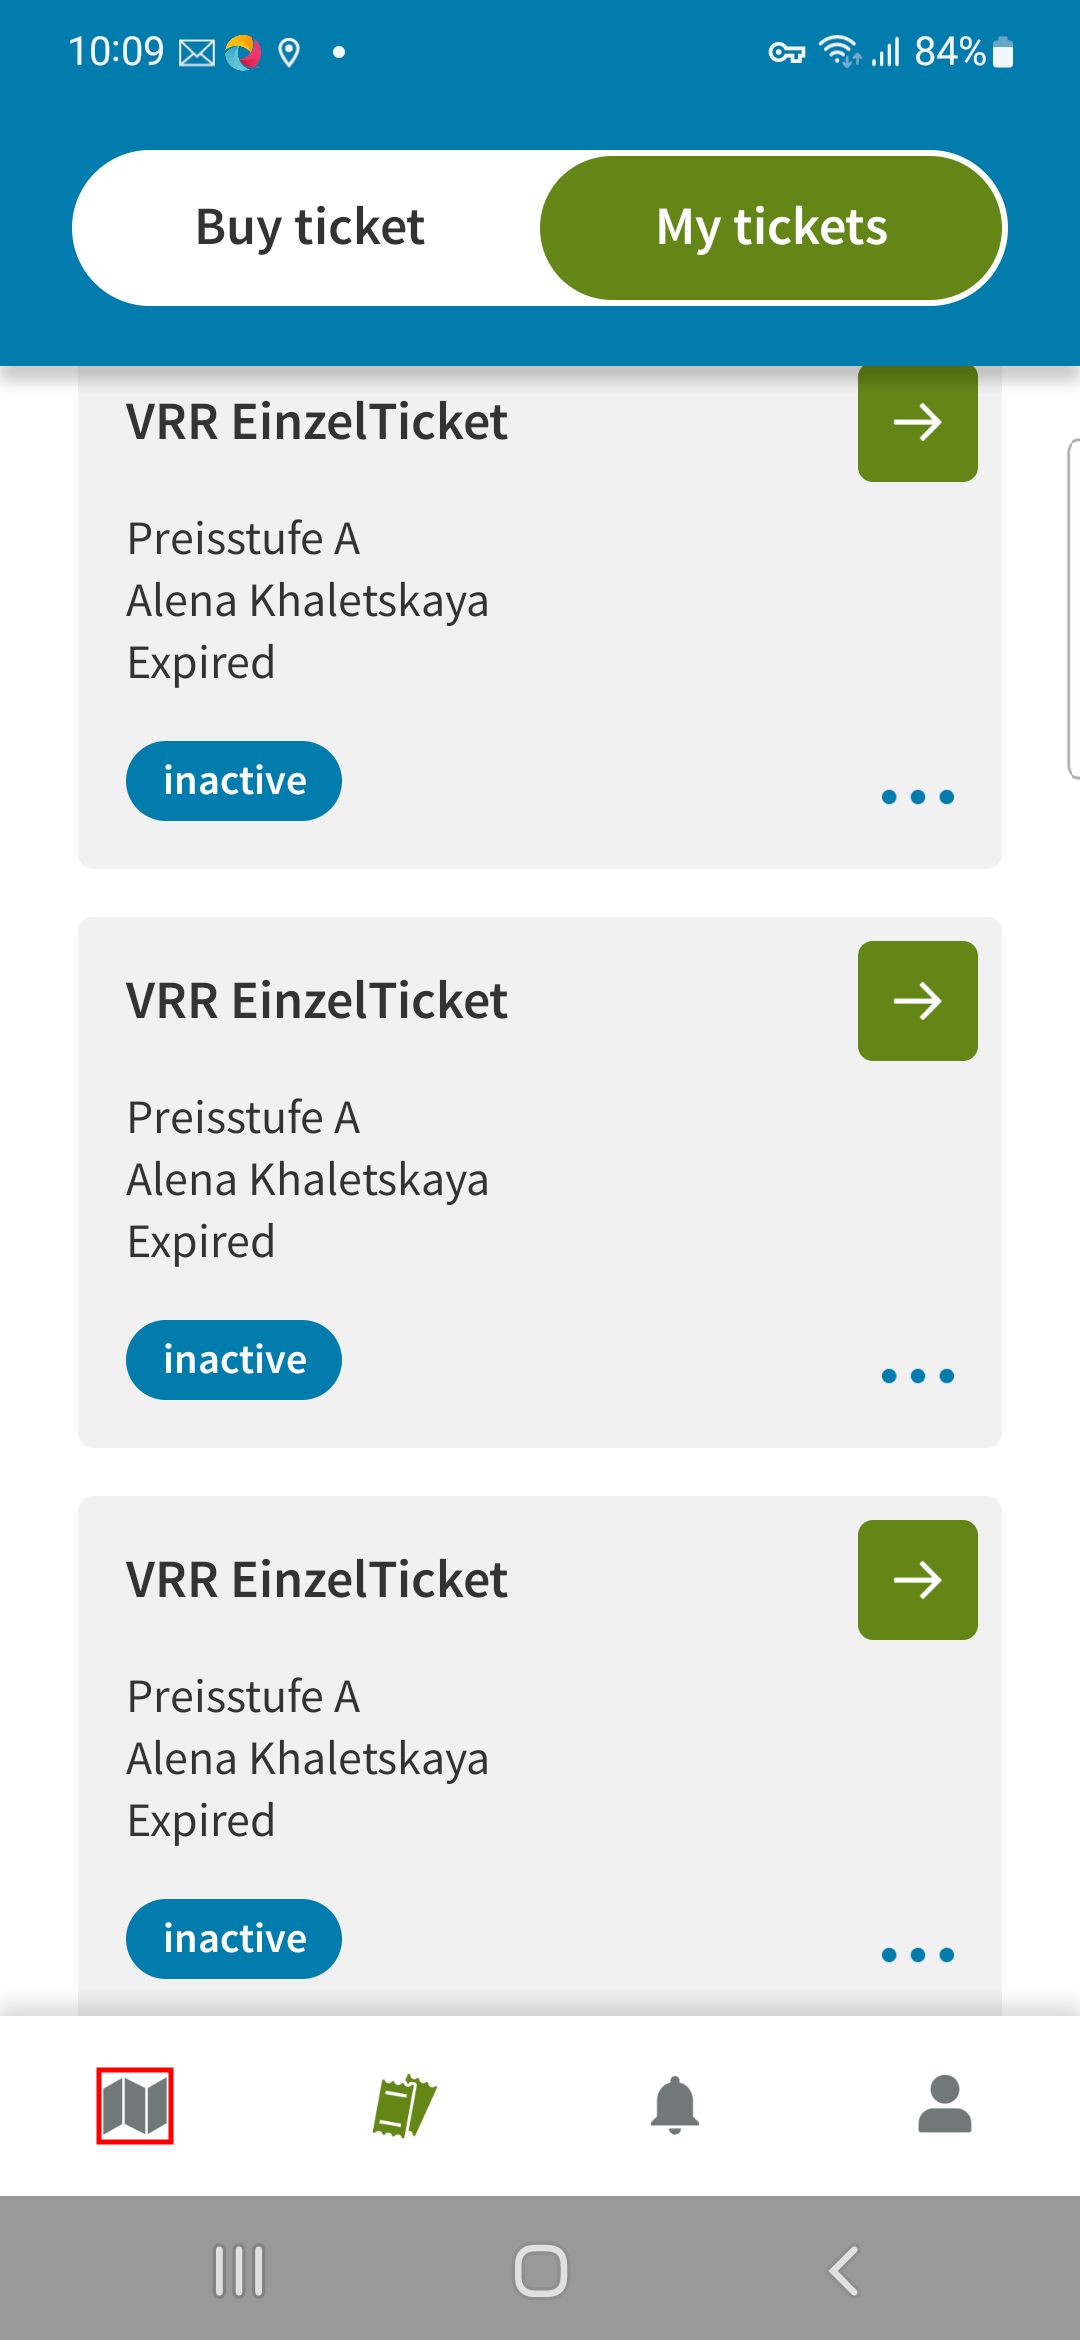 10:09
84%
Buy ticket
My tickets
VRR EinzelTicket
Preisstufe A
Alena Khaletskaya
Expired
inactive
VRR EinzelTicket
Preisstufe A
Alena Khaletskaya
Expired
inactive
VRR EinzelTicket
Preisstufe A
Alena Khaletskaya
Expired
inactive